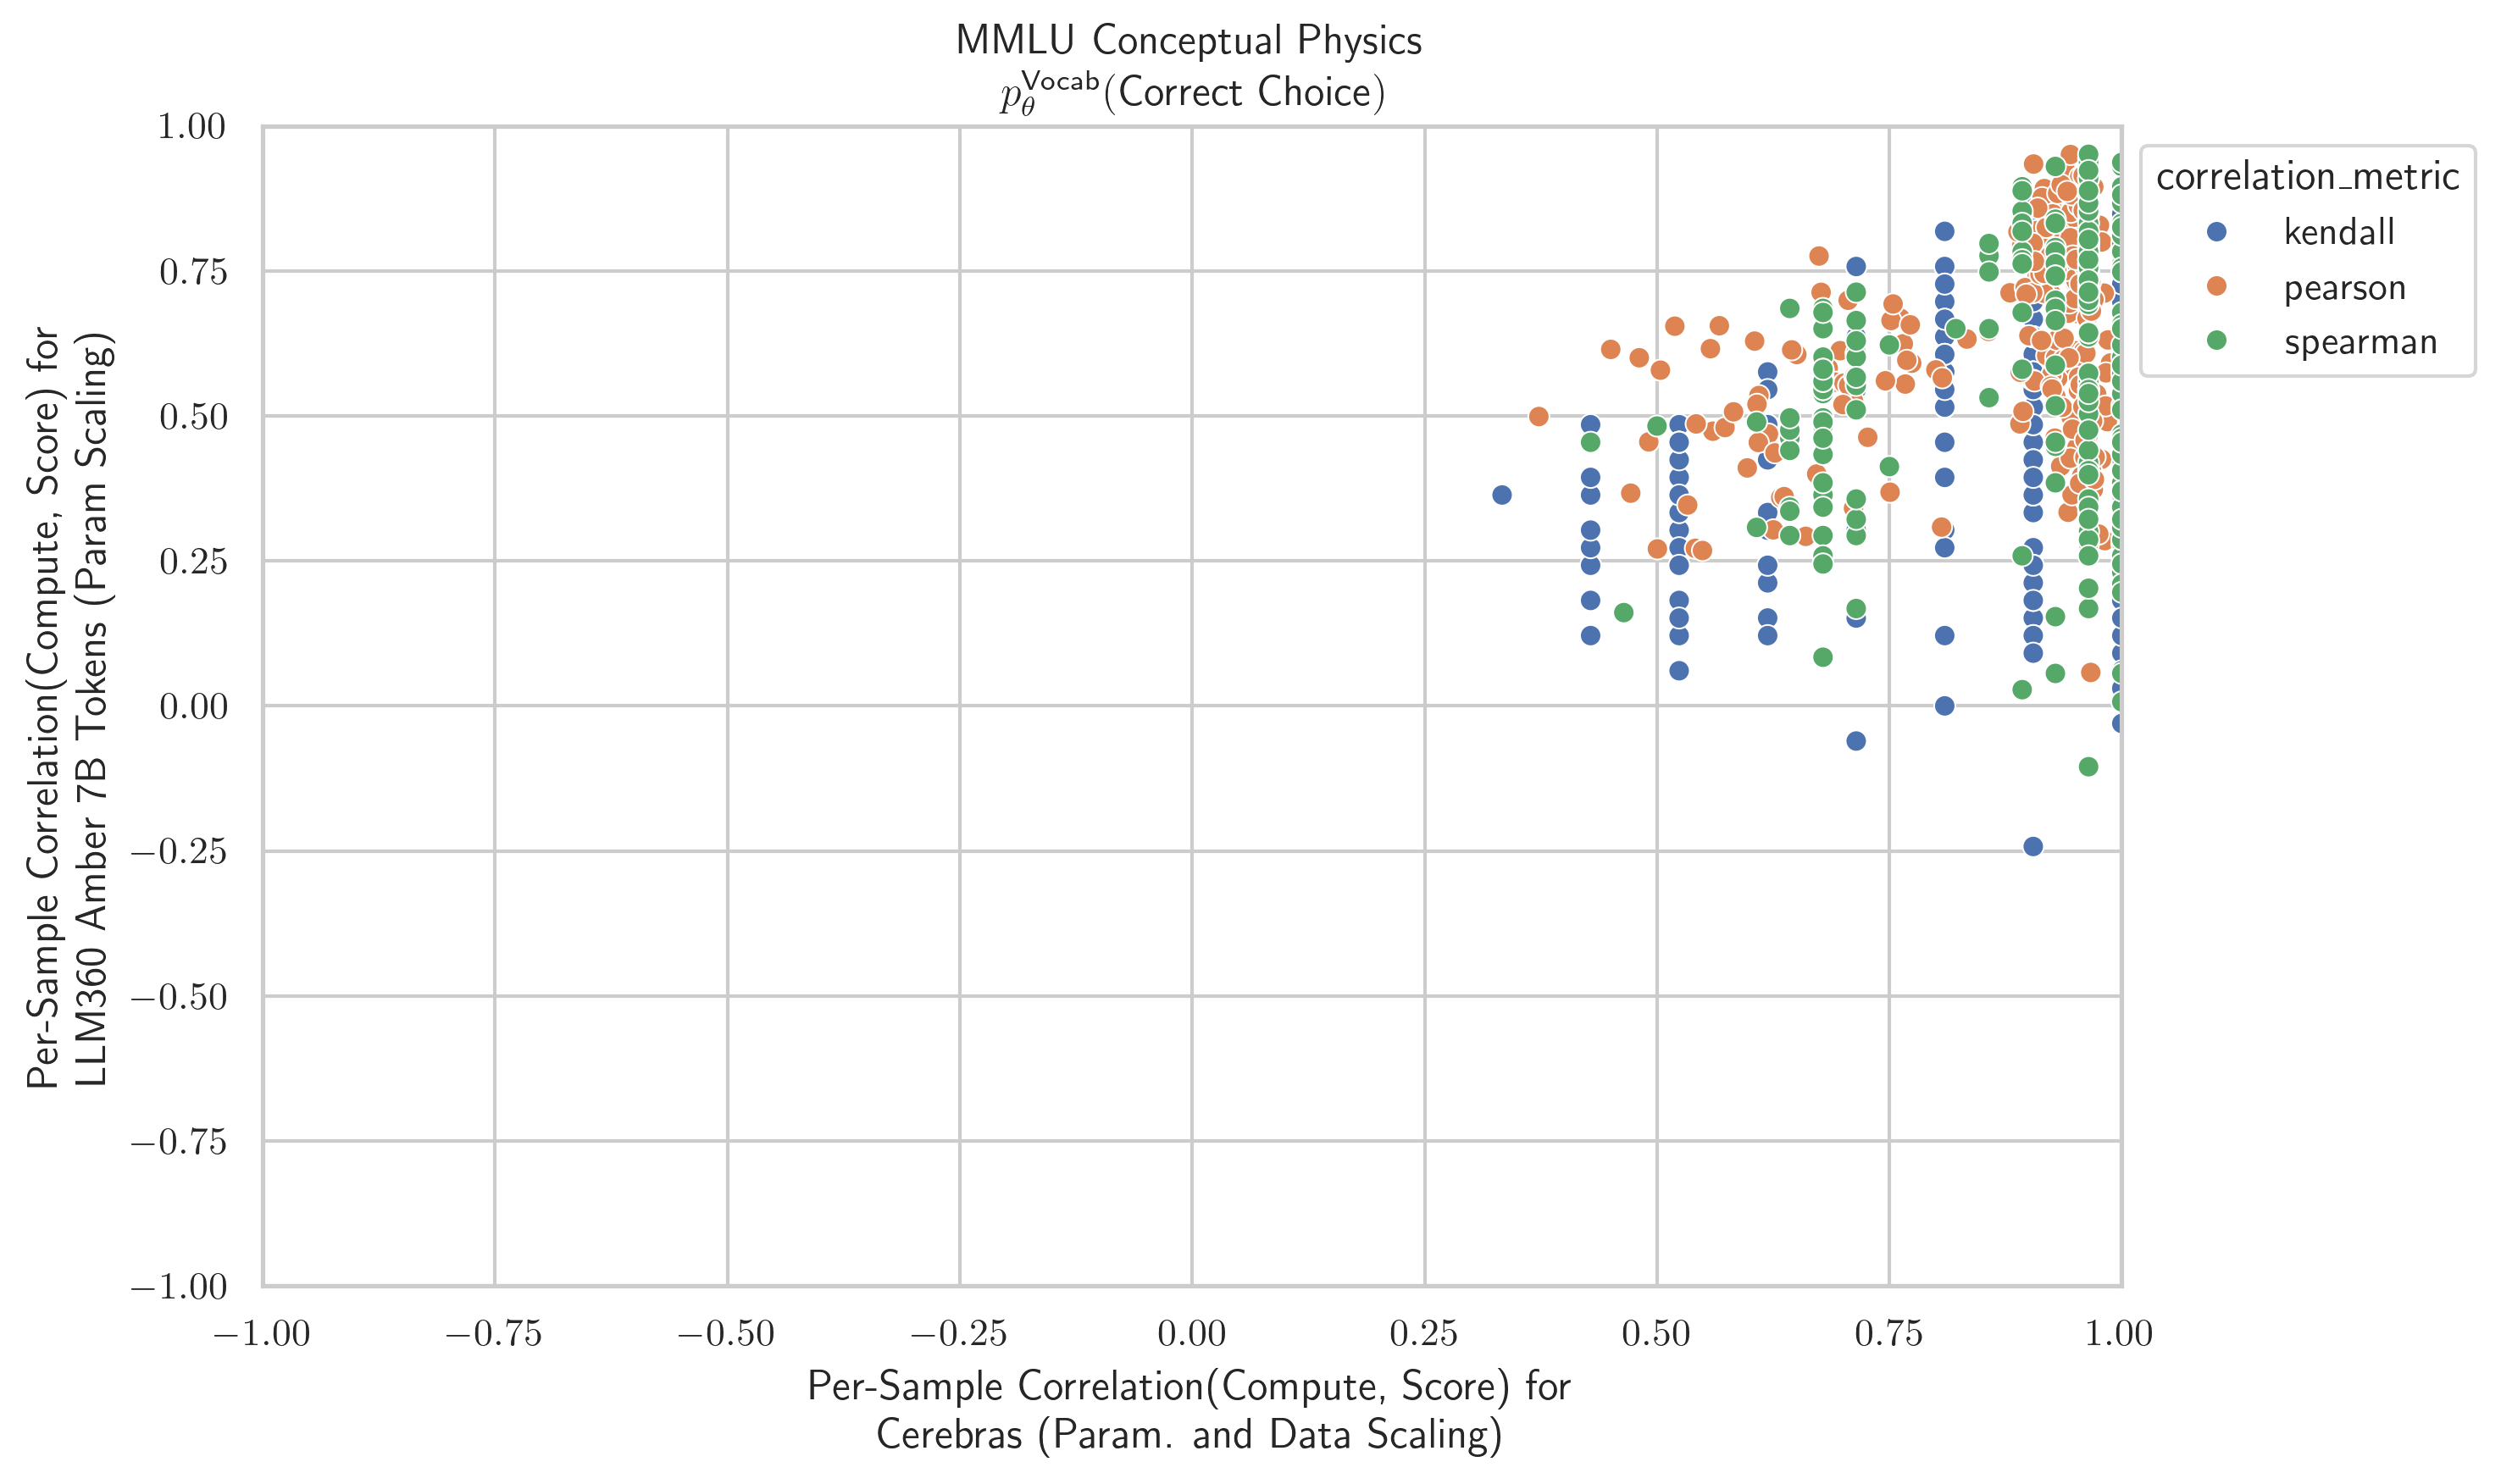 MMLU Conceptual Physics
p_θ^Vocab(Correct Choice)
Per-Sample Correlation(Compute, Score) for
LLM360 Amber 7B Tokens (Param Scaling)
1.00
0.75
0.50
0.25
0.00
−0.25
−0.50
−0.75
−1.00
−1.00 −0.75 −0.50 −0.25 0.00 0.25 0.50 0.75 1.00
Per-Sample Correlation(Compute, Score) for
Cerebras (Param. and Data Scaling)
correlation_metric
kendall
pearson
spearman